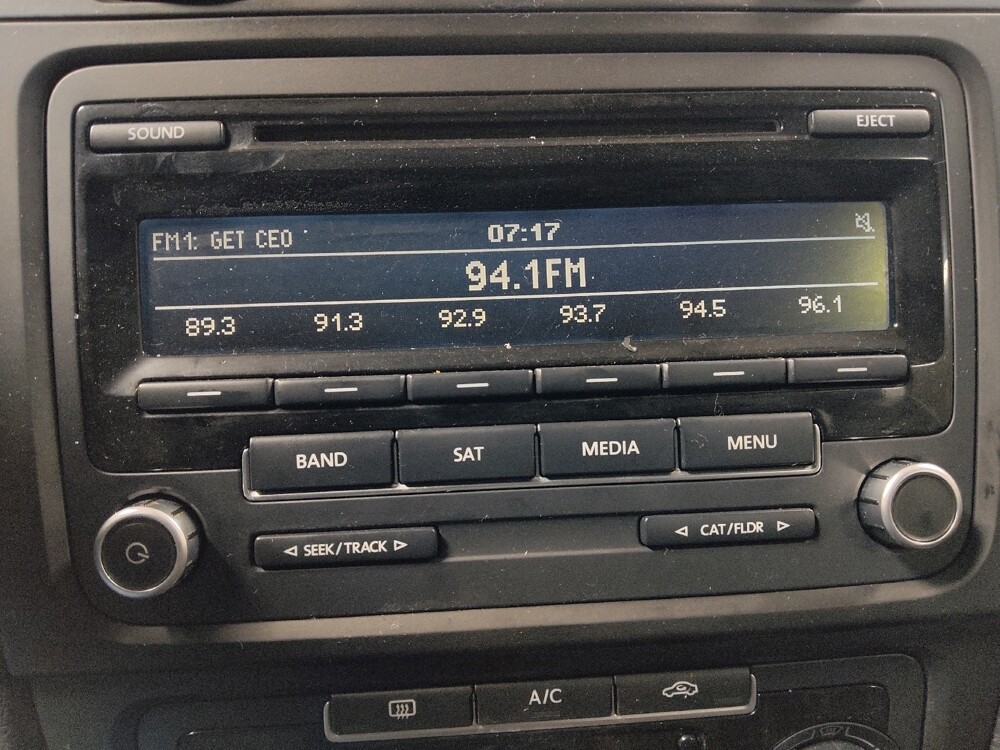 SOUND
EJECT
FM1: GET CEO 07:17
94.1FM
89.3 91.3 92.9 93.7 94.5 96.1
BAND SAT MEDIA MENU
SEEK/TRACK
CAT/FLDR
A/C